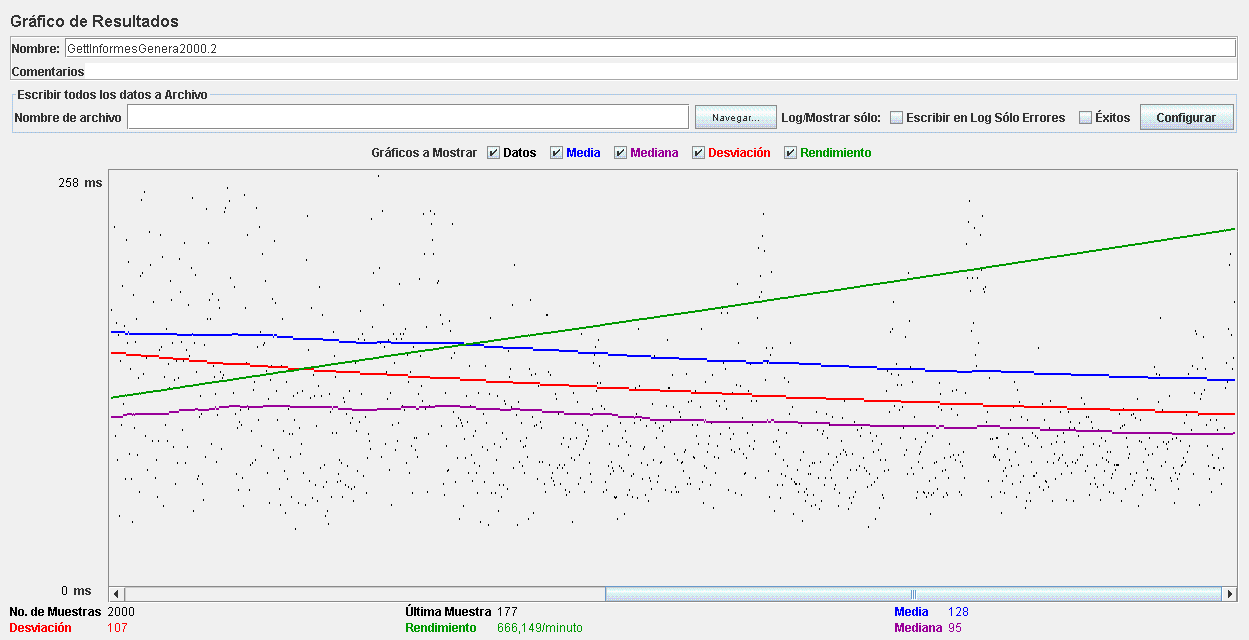 Gráfico de Resultados
Nombre: GettInformesGenera2000.2
Comentarios
Escribir todos los datos a Archivo
Nombre de archivo Navegar... Log/Mostrar sólo: Escribir en Log Sólo Errores Éxitos Configurar
Gráficos a Mostrar Datos Media Mediana Desviación Rendimiento
258 ms
0 ms
No. de Muestras 2000 Última Muestra 177 Media 128
Desviación 107 Rendimiento 666,149/minuto Mediana 95